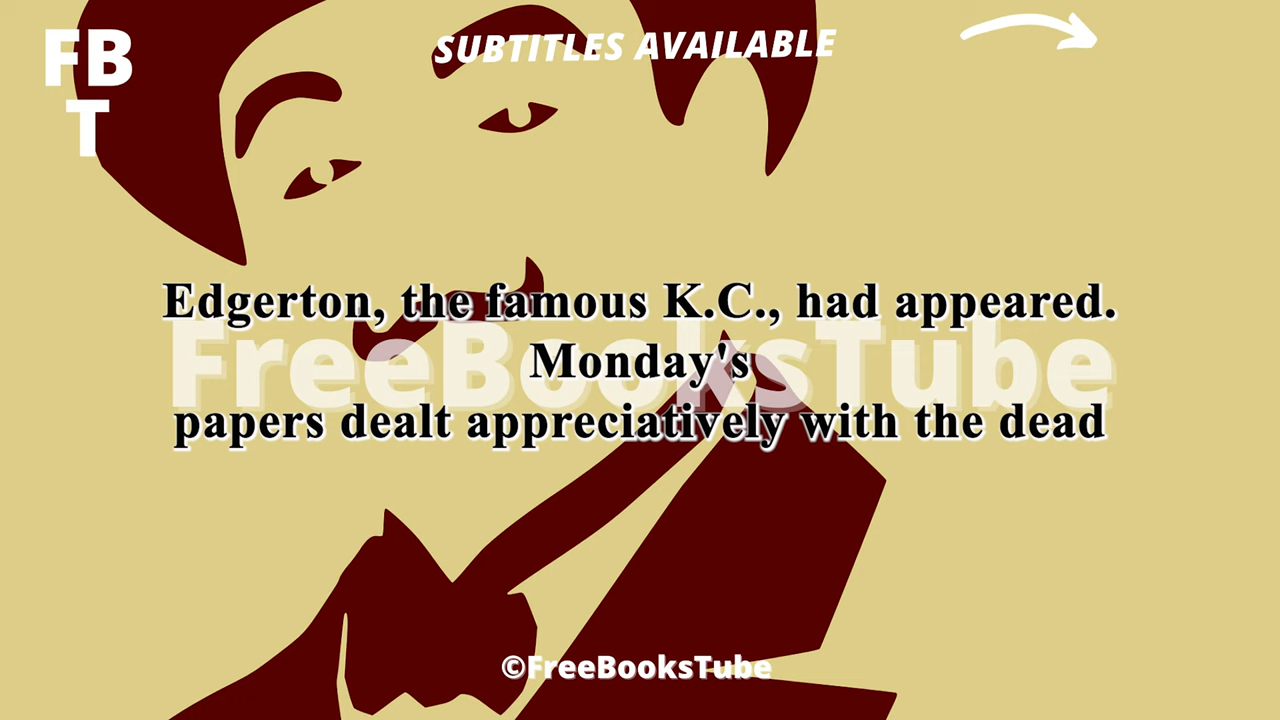 FB
T
SUBTITLES AVAILABLE
Edgerton, the famous K.C., had appeared.
Monday's
papers dealt appreciatively with the dead
FreeBooksTube
©FreeBooksTube